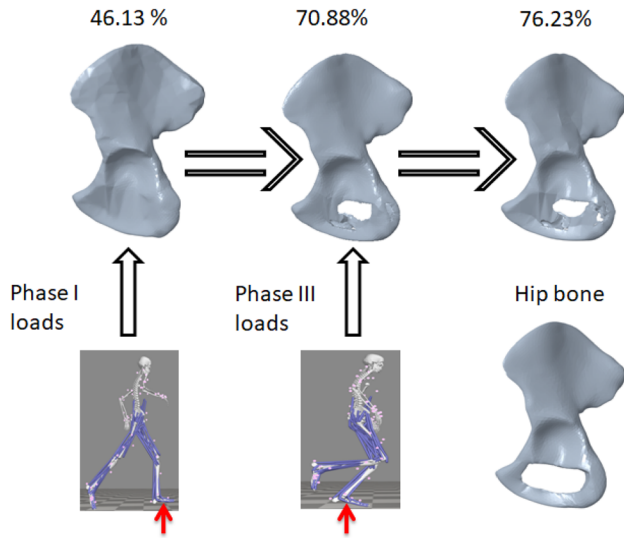 46.13 %
70.88%
76.23%
Phase I
loads
Phase III
loads
Hip bone